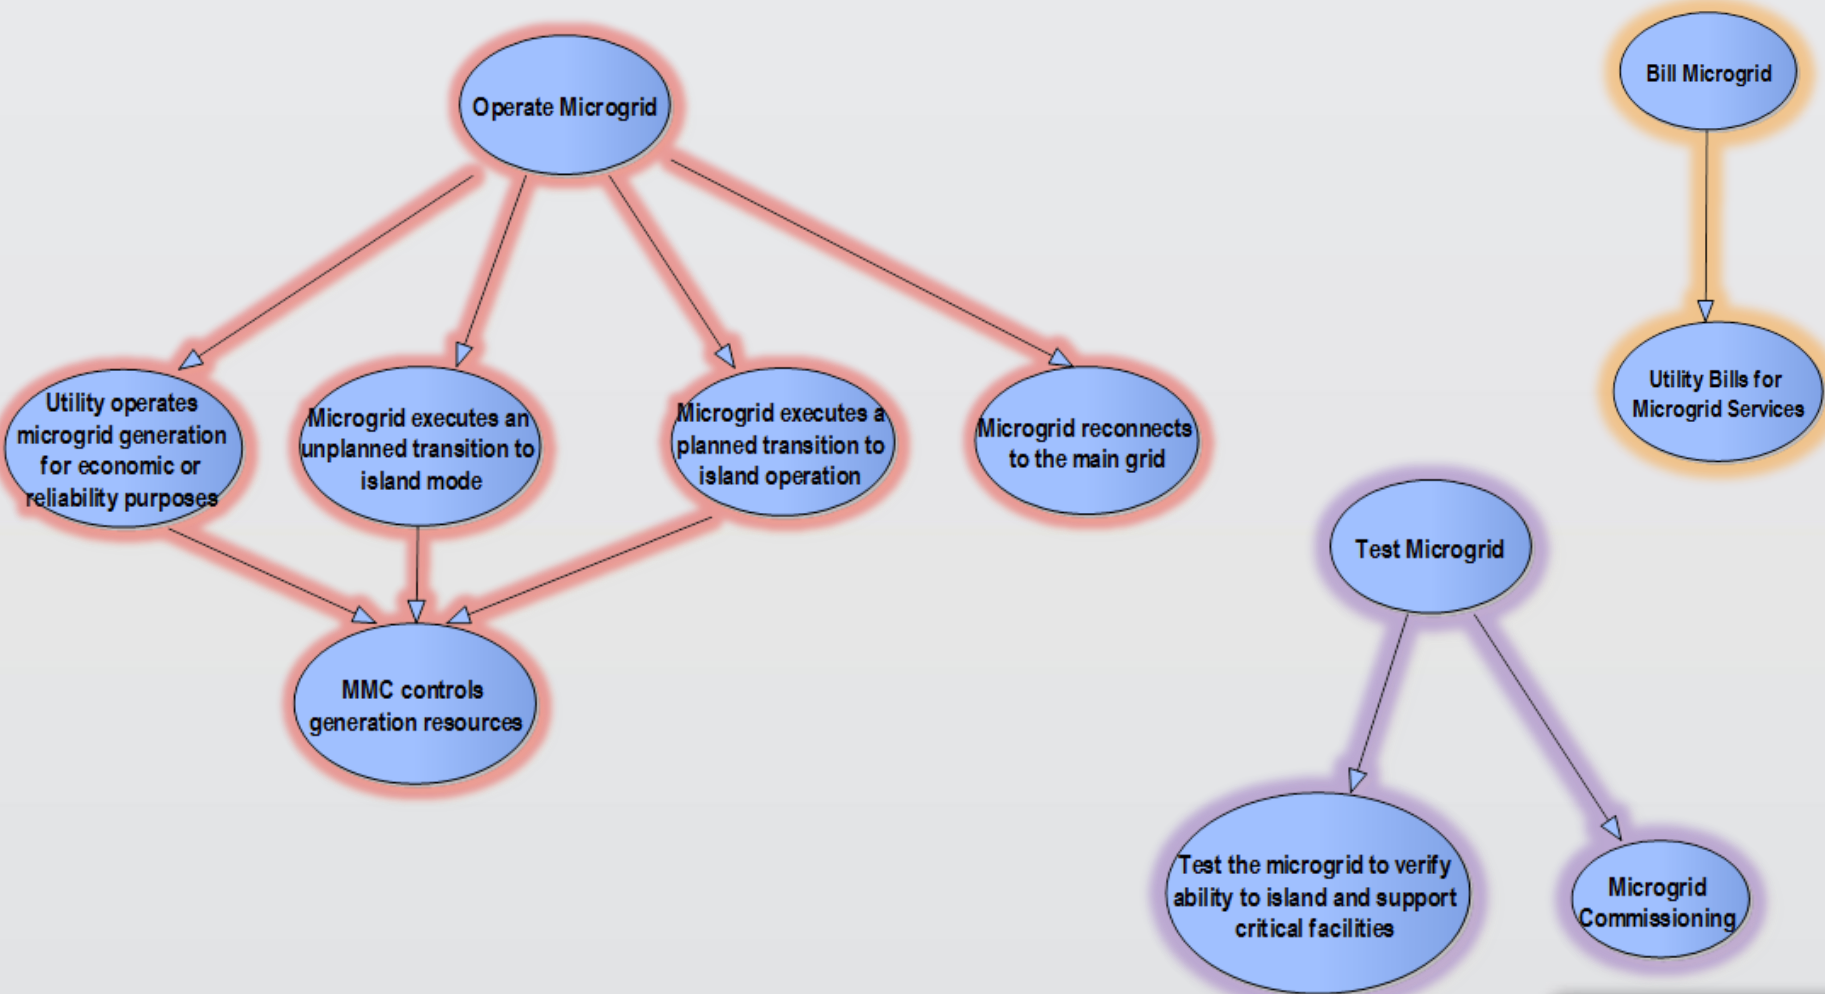 Operate Microgrid
Bill Microgrid
Utility operates
microgrid generation
for economic or
reliability purposes
Microgrid executes an
unplanned transition to
island mode
Microgrid executes a
planned transition to
island operation
Microgrid reconnects
to the main grid
Utility Bills for
Microgrid Services
Test Microgrid
MMC controls
generation resources
Test the microgrid to verify
ability to island and support
critical facilities
Microgrid
Commissioning